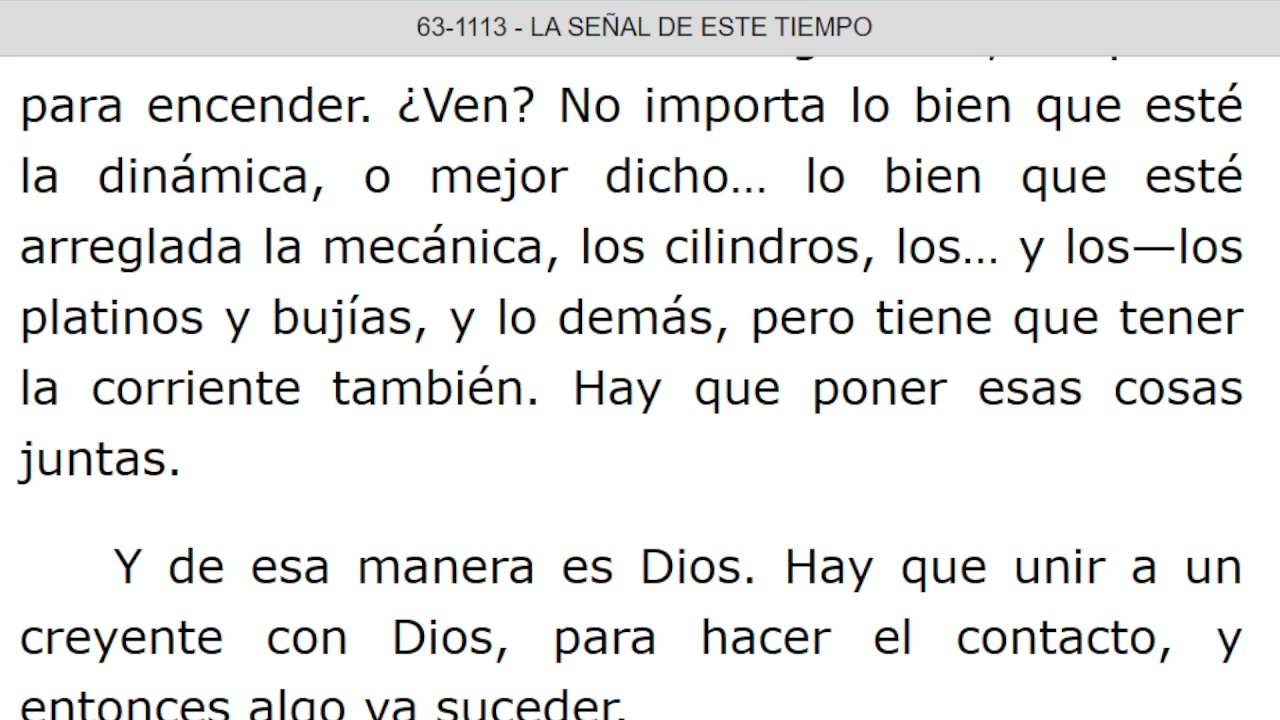 63-1113 - LA SEÑAL DE ESTE TIEMPO
para encender. ¿Ven? No importa lo bien que esté
la dinámica, o mejor dicho… lo bien que esté
arreglada la mecánica, los cilindros, los… y los—los
platinos y bujías, y lo demás, pero tiene que tener
la corriente también. Hay que poner esas cosas
juntas.
Y de esa manera es Dios. Hay que unir a un
creyente con Dios, para hacer el contacto, y
entonces algo va suceder.